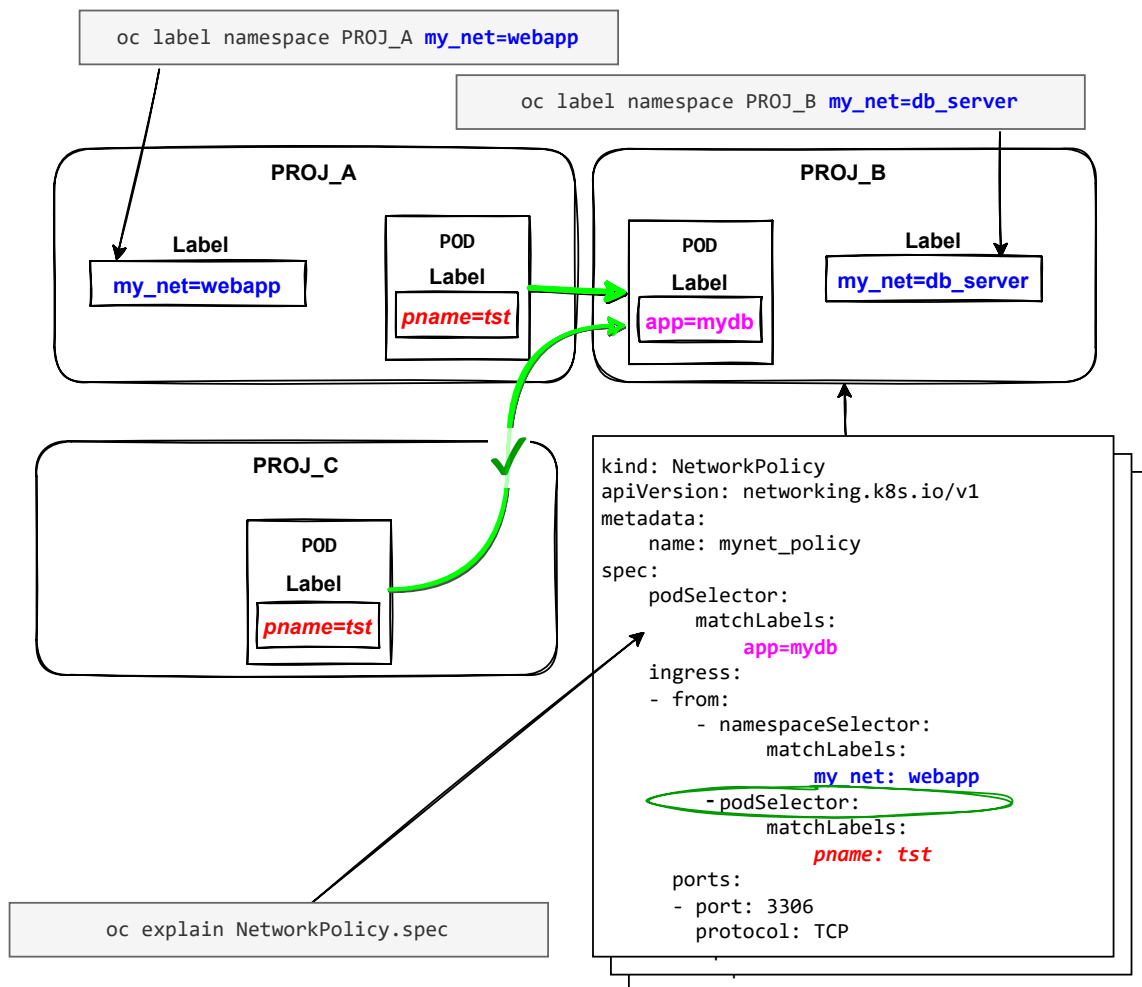 oc label namespace PROJ_A my_net=webapp
oc label namespace PROJ_B my_net=db_server
PROJ_A
Label
my_net=webapp
POD
Label
pname=tst
PROJ_B
POD
Label
app=mydb
Label
my_net=db_server
PROJ_C
POD
Label
pname=tst
kind: NetworkPolicy
apiVersion: networking.k8s.io/v1
metadata:
    name: mynet_policy
spec:
    podSelector:
        matchLabels:
            app=mydb
    ingress:
    - from:
        - namespaceSelector:
              matchLabels:
                  my_net: webapp
        - podSelector:
              matchLabels:
                  pname: tst
      ports:
      - port: 3306
        protocol: TCP
oc explain NetworkPolicy.spec